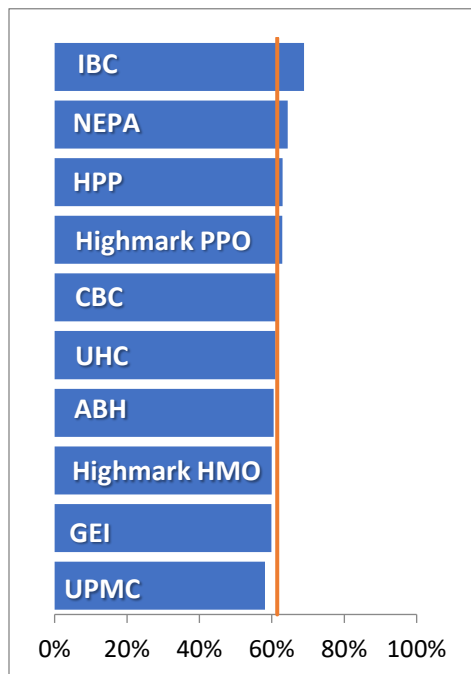 IBC
NEPA
HPP
Highmark PPO
CBC
UHC
ABH
Highmark HMO
GEI
UPMC
0% 20% 40% 60% 80% 100%